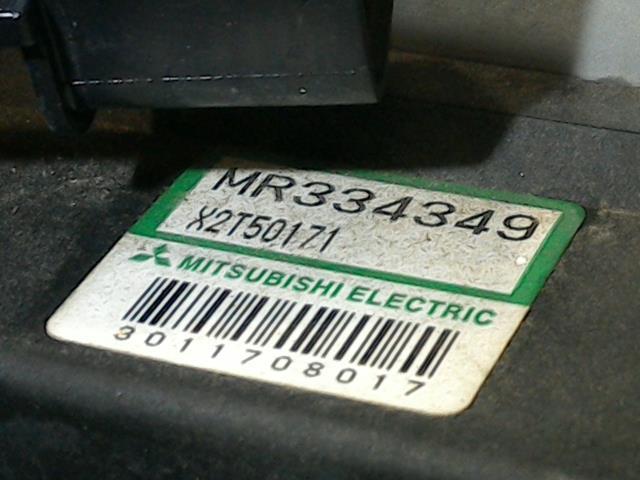 MR334349
X2T50171
MITSUBISHI ELECTRIC
3011708017